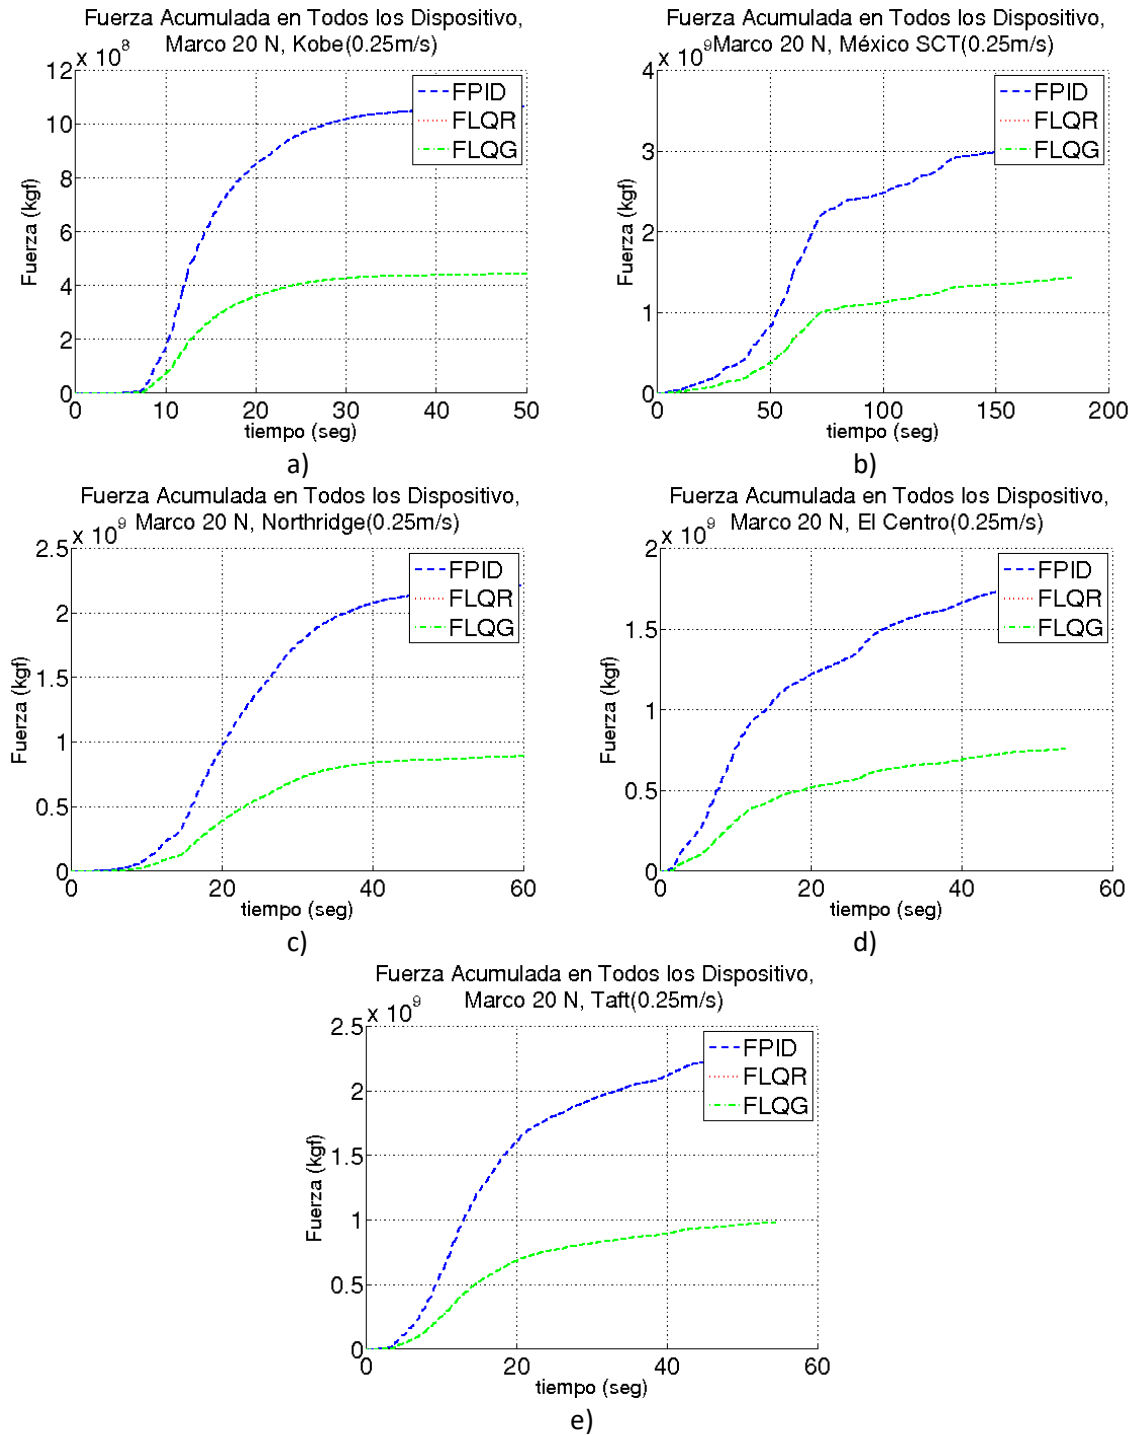 Fuerza Acumulada en Todos los Dispositivo,
Marco 20 N, Kobe(0.25m/s)
x 10^8
12
10
8
6
4
2
0
Fuerza (kgf)
FPID
FLQR
FLQG
0 10 20 30 40 50
tiempo (seg)
a)
Fuerza Acumulada en Todos los Dispositivo,
Marco 20 N, México SCT(0.25m/s)
x 10^9
4
3
2
1
0
Fuerza (kgf)
FPID
FLQR
FLQG
0 50 100 150 200
tiempo (seg)
b)
Fuerza Acumulada en Todos los Dispositivo,
Marco 20 N, Northridge(0.25m/s)
x 10^9
2.5
2
1.5
1
0.5
0
Fuerza (kgf)
FPID
FLQR
FLQG
0 20 40 60
tiempo (seg)
c)
Fuerza Acumulada en Todos los Dispositivo,
Marco 20 N, El Centro(0.25m/s)
x 10^9
2
1.5
1
0.5
0
Fuerza (kgf)
FPID
FLQR
FLQG
0 20 40 60
tiempo (seg)
d)
Fuerza Acumulada en Todos los Dispositivo,
Marco 20 N, Taft(0.25m/s)
x 10^9
2.5
2
1.5
1
0.5
0
Fuerza (kgf)
FPID
FLQR
FLQG
0 20 40 60
tiempo (seg)
e)